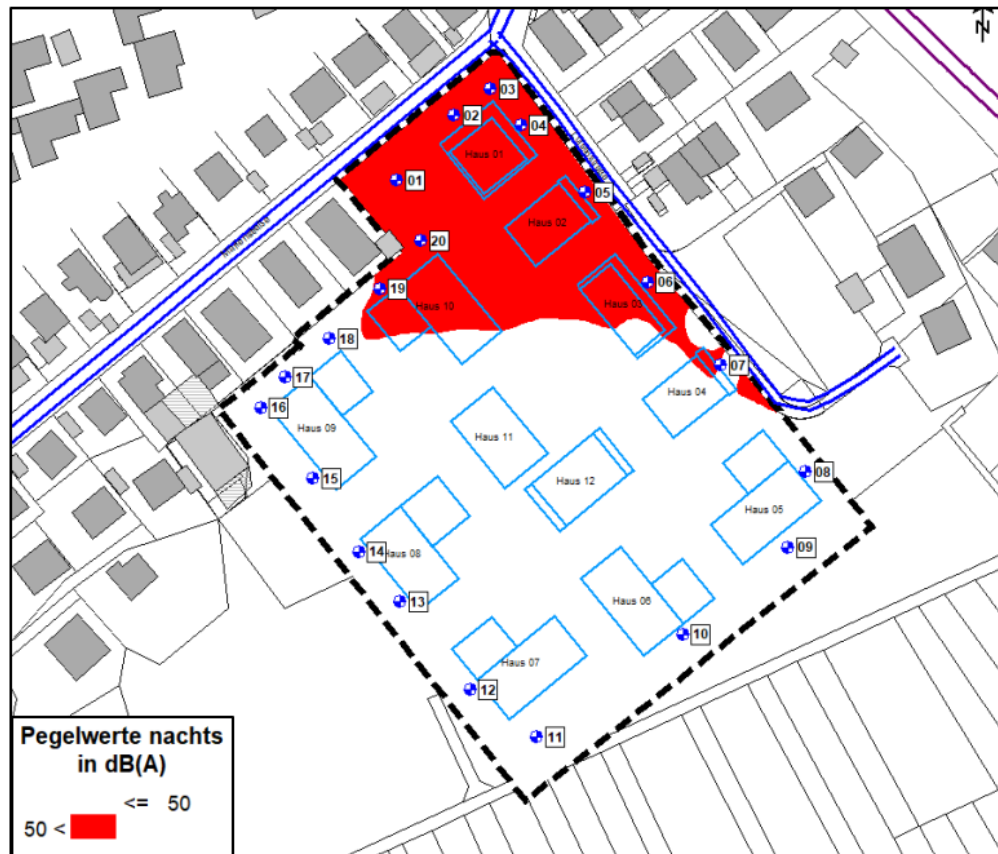 N
03
02
04
Haus 01
01
05
Haus 02
20
06
19
Haus 10
Haus 03
18
07
17
Haus 04
16
Haus 09
Haus 11
08
15
Haus 12
Haus 05
09
14
Haus 08
13
Haus 06
10
Haus 07
12
11
Pegelwerte nachts
in dB(A)
<= 50
50 <